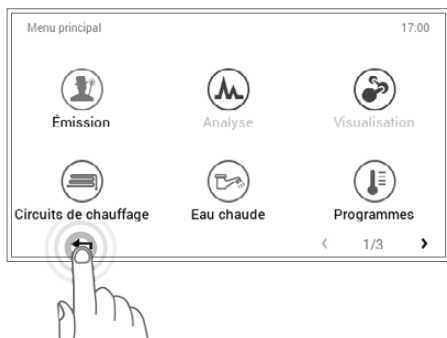 Menu principal 17:00
Émission Analyse Visualisation
Circuits de chauffage Eau chaude Programmes
1/3